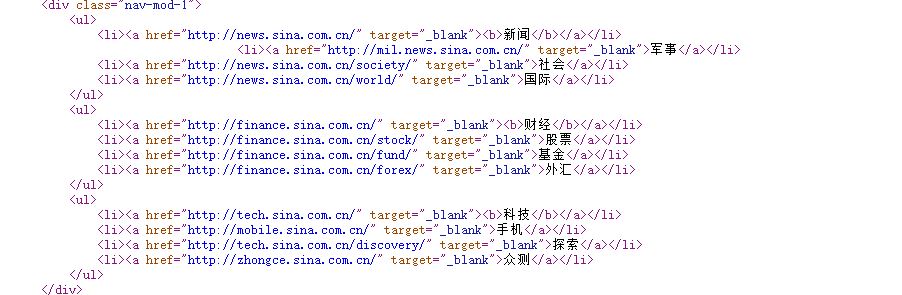 <div class="nav-mod-1">
<ul>
<li><a href="http://news.sina.com.cn/" target="_blank"><b>新闻</b></a></li>
<li><a href="http://mil.news.sina.com.cn/" target="_blank">军事</a></li>
<li><a href="http://news.sina.com.cn/society/" target="_blank">社会</a></li>
<li><a href="http://news.sina.com.cn/world/" target="_blank">国际</a></li>
</ul>
<ul>
<li><a href="http://finance.sina.com.cn/" target="_blank"><b>财经</b></a></li>
<li><a href="http://finance.sina.com.cn/stock/" target="_blank">股票</a></li>
<li><a href="http://finance.sina.com.cn/fund/" target="_blank">基金</a></li>
<li><a href="http://finance.sina.com.cn/forex/" target="_blank">外汇</a></li>
</ul>
<ul>
<li><a href="http://tech.sina.com.cn/" target="_blank"><b>科技</b></a></li>
<li><a href="http://mobile.sina.com.cn/" target="_blank">手机</a></li>
<li><a href="http://tech.sina.com.cn/discovery/" target="_blank">探索</a></li>
<li><a href="http://zhongce.sina.com.cn/" target="_blank">众测</a></li>
</ul>
</div>